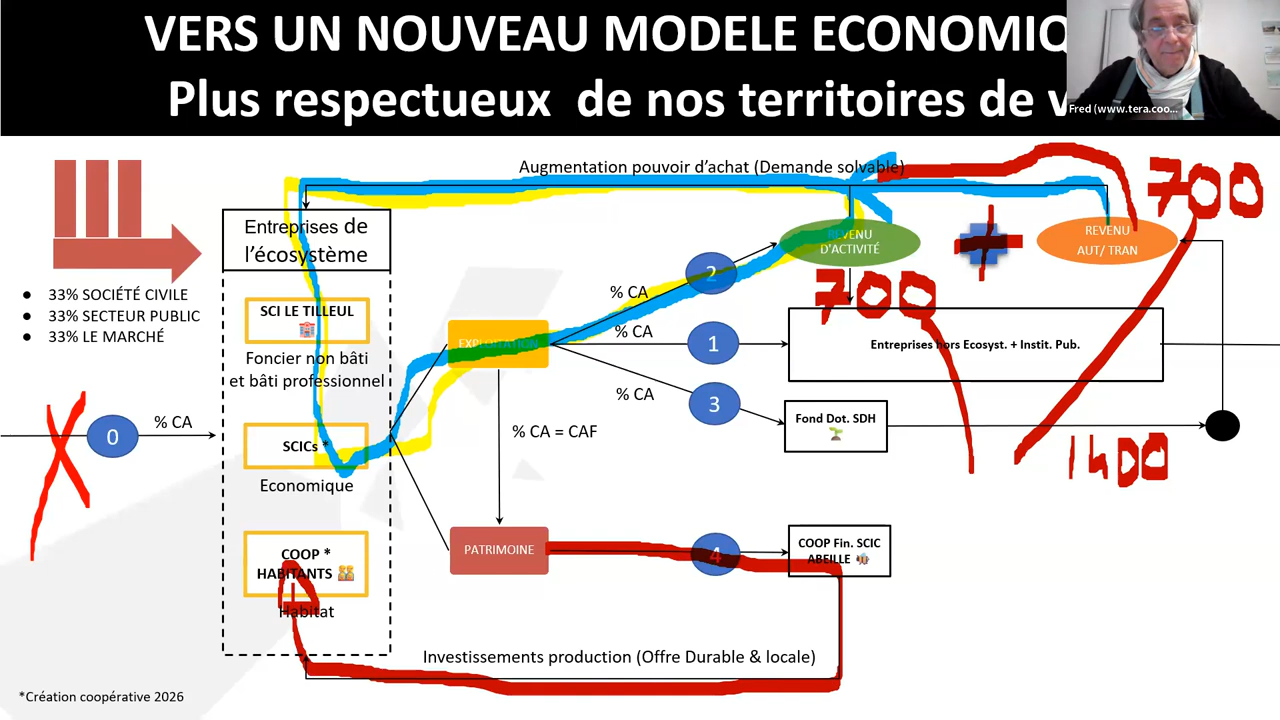 VERS UN NOUVEAU MODELE ECONOMIQ
Plus respectueux de nos territoires de v
Fred (www.tera.coo...
Augmentation pouvoir d'achat (Demande solvable)
700
Entreprises de
l'écosystème
REVENU
D'ACTIVITÉ
REVENU
AUT/ TRAN
33% SOCIÉTÉ CIVILE
33% SECTEUR PUBLIC
33% LE MARCHÉ
SCI LE TILLEUL
Foncier non bâti
et bâti professionnel
EXPLOITATION
% CA
2
% CA
1
% CA
3
700
Entreprises hors Ecosyst. + Instit. Pub.
Fond Dot. SDH
0
% CA
SCICs *
Economique
% CA = CAF
1400
COOP *
HABITANTS
Habitat
PATRIMOINE
4
COOP Fin. SCIC
ABEILLE
Investissements production (Offre Durable & locale)
*Création coopérative 2026